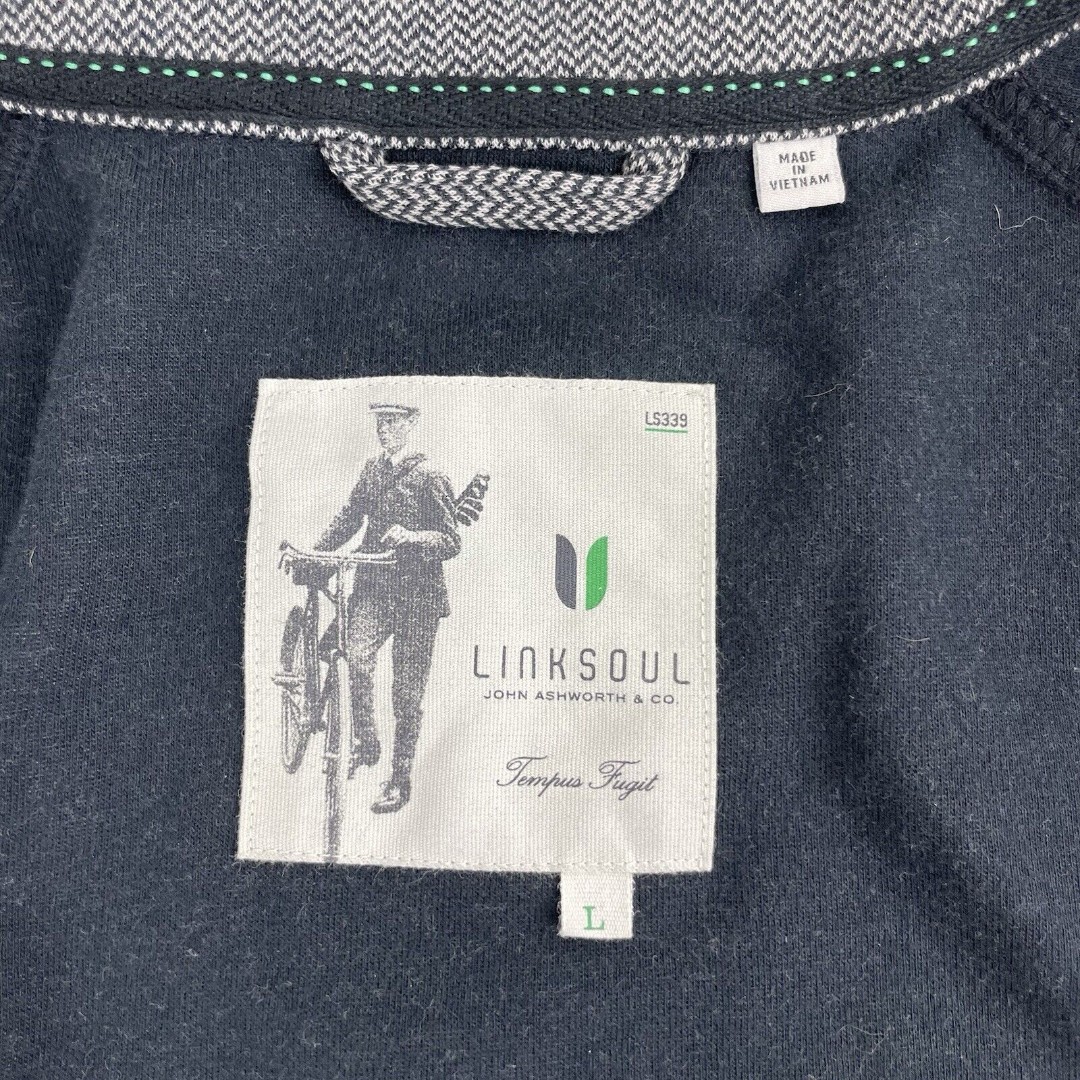 MADE
IN
VIETNAM
LS339
LINKSOUL
JOHN ASHWORTH & CO.
Tempus Fugit
L